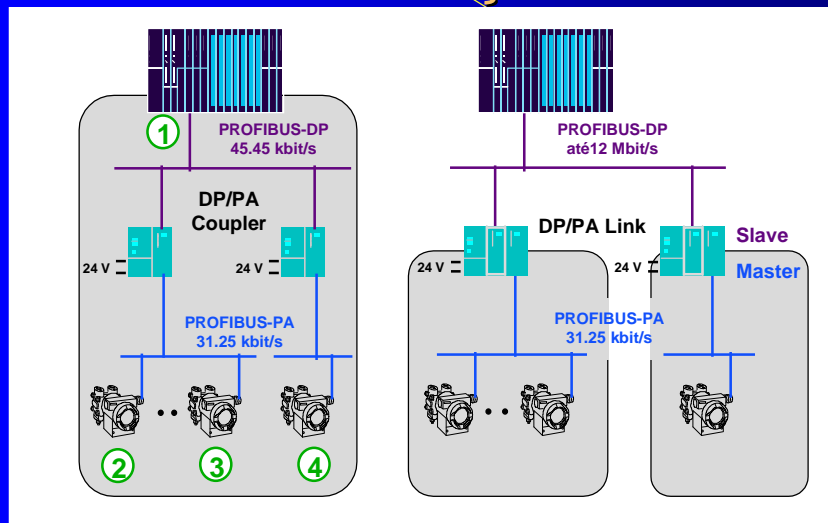 1
PROFIBUS-DP
45.45 kbit/s
DP/PA
Coupler
24 V
24 V
PROFIBUS-PA
31.25 kbit/s
2
3
4
PROFIBUS-DP
até12 Mbit/s
DP/PA Link
Slave
Master
24 V
24 V
PROFIBUS-PA
31.25 kbit/s